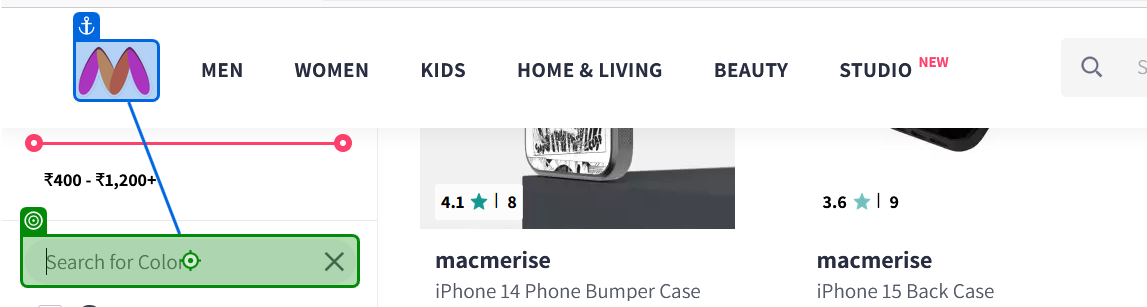 MEN WOMEN KIDS HOME & LIVING BEAUTY STUDIO NEW
₹400 - ₹1,200+
4.1 | 8
3.6 | 9
Search for Color
macmerise
iPhone 14 Phone Bumper Case
macmerise
iPhone 15 Back Case